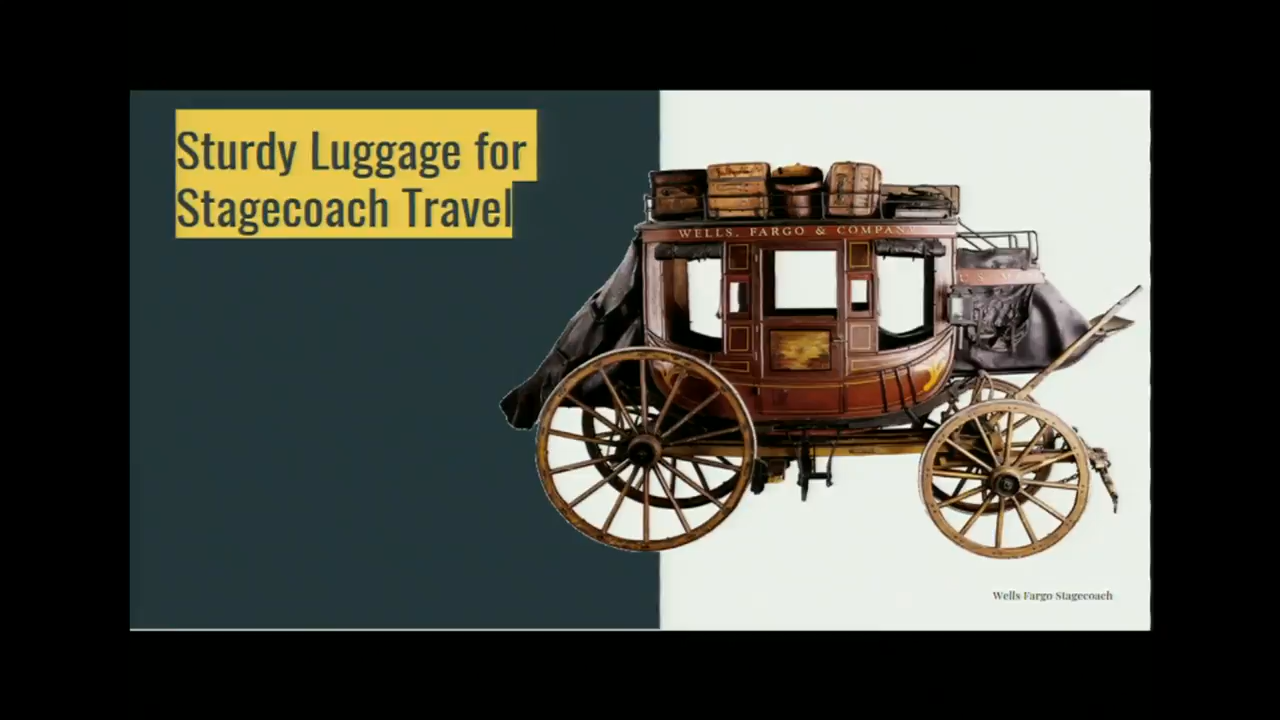 Sturdy Luggage for
Stagecoach Travel
WELLS, FARGO & COMPANY
Wells Fargo Stagecoach